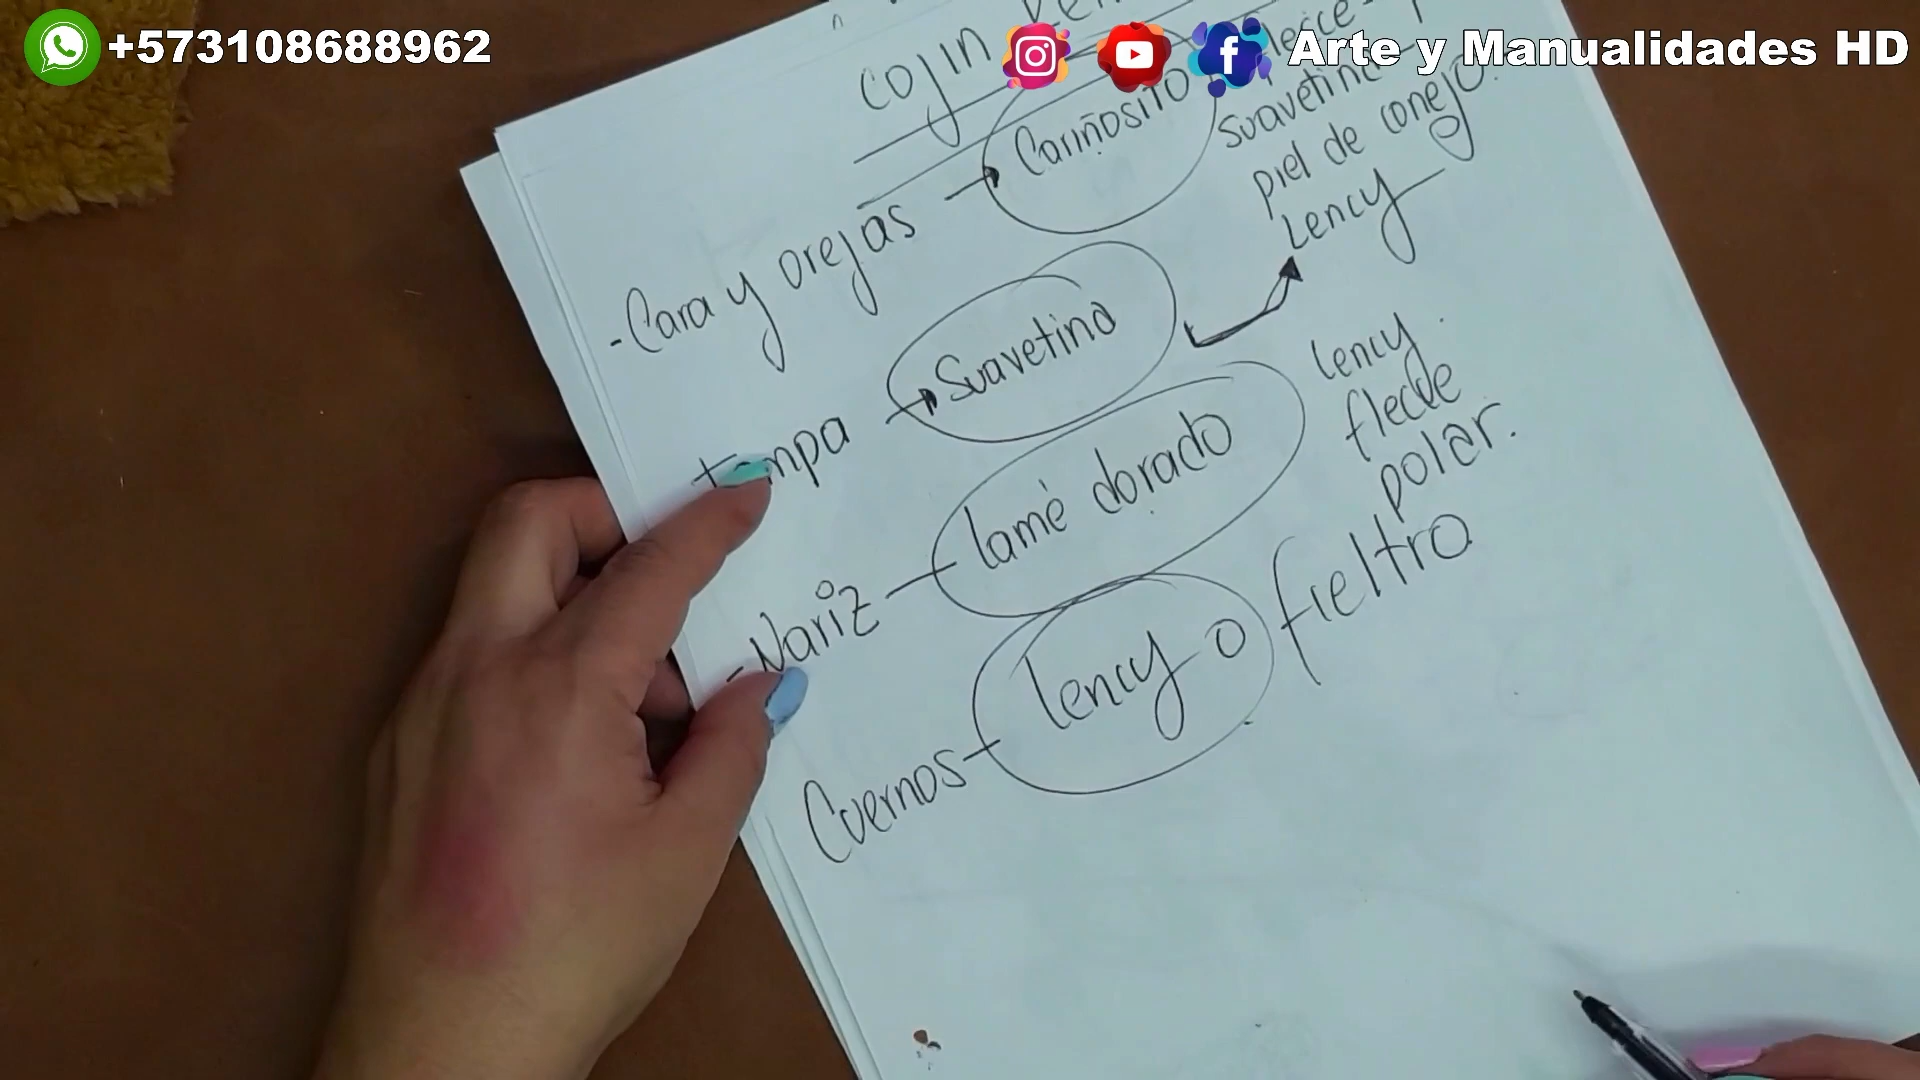 +573108688962
Arte y Manualidades HD
cojin
- Cara y orejas → Cariñosito
suavetina
piel de conejo.
Lency
→ Suavetina
- Nariz — lamé dorado
lency
flecce
polar.
Cuernos — lency o fieltro